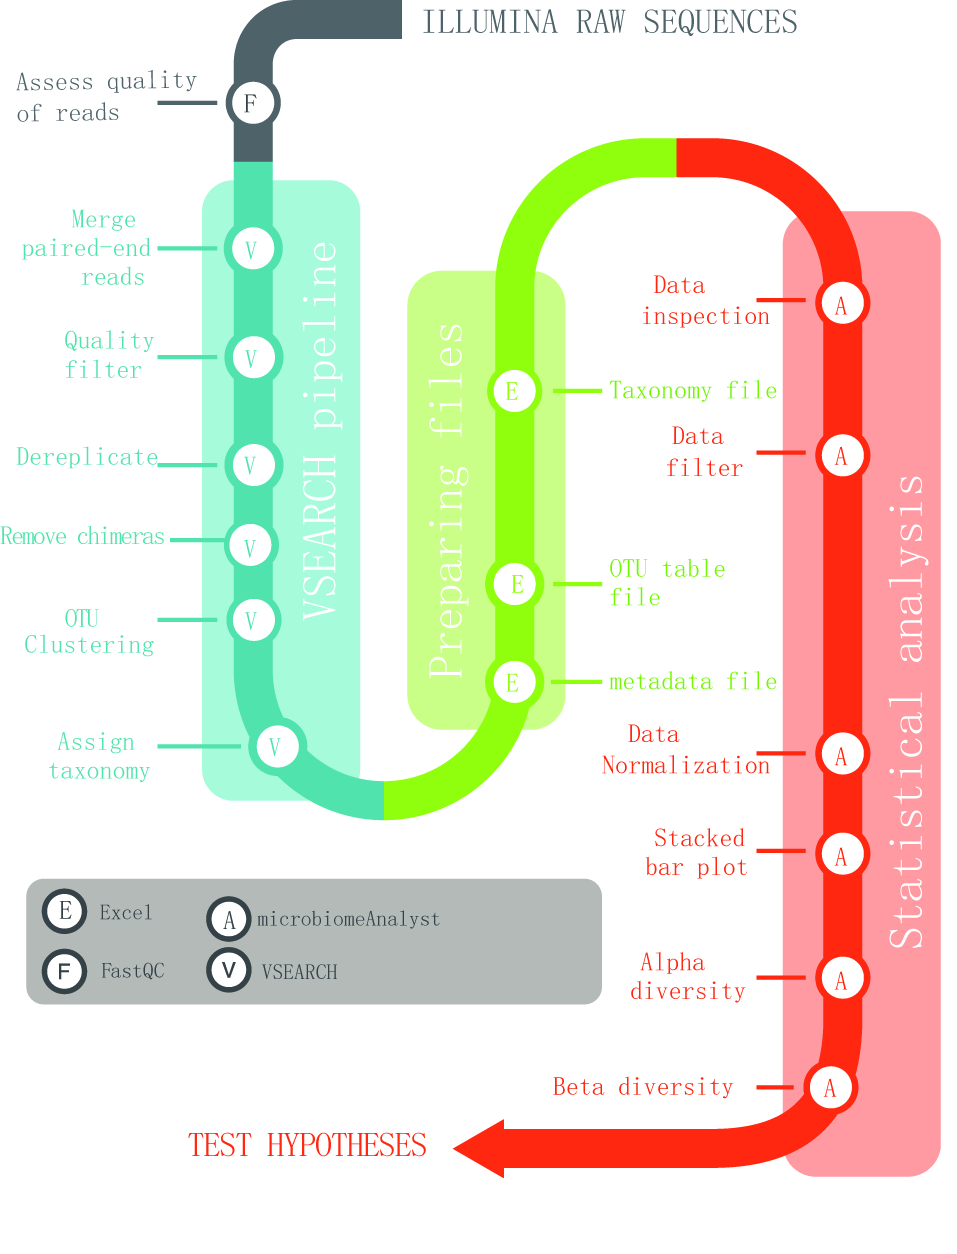 ILLUMINA RAW SEQUENCES
Assess quality
of reads
F
Merge
paired-end
reads
V
Quality
filter
V
Dereplicate
V
Remove chimeras
V
OTU
Clustering
V
Assign
taxonomy
V
VSEARCH pipeline
Preparing files
E
Taxonomy file
E
OTU table
file
E
metadata file
Data
inspection
A
Data
filter
A
Data
Normalization
A
Stacked
bar plot
A
Alpha
diversity
A
Beta diversity
A
Statistical analysis
E Excel
A microbiomeAnalyst
F FastQC
V VSEARCH
TEST HYPOTHESES